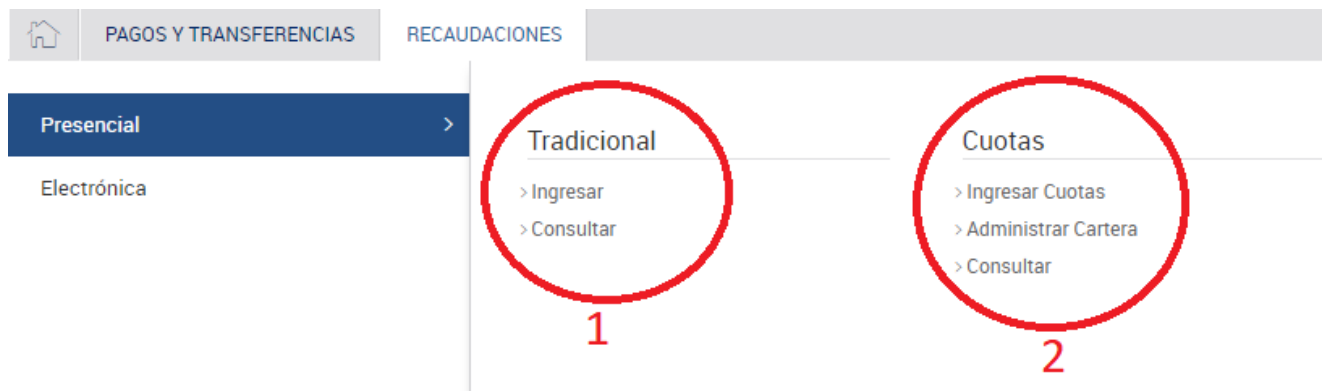 PAGOS Y TRANSFERENCIAS RECAUDACIONES
Presencial
Electrónica
Tradicional
> Ingresar
> Consultar
1
Cuotas
> Ingresar Cuotas
> Administrar Cartera
> Consultar
2